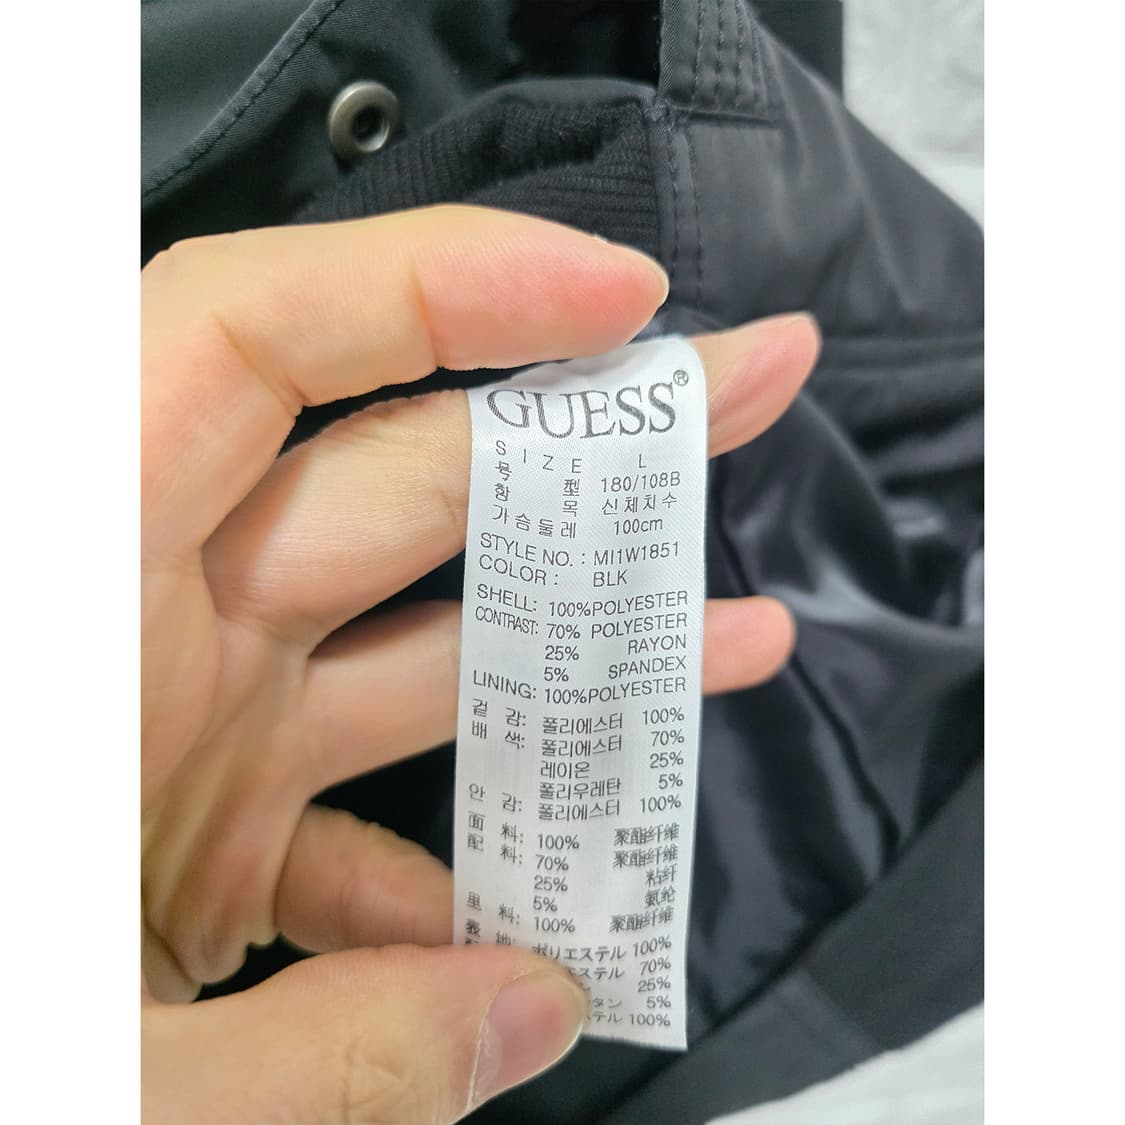 GUESS®
SIZE L
号型 180/108B
항목 신체치수
가슴둘레 100cm
STYLE NO. : MI1W1851
COLOR : BLK
SHELL: 100%POLYESTER
CONTRAST: 70% POLYESTER
25% RAYON
5% SPANDEX
LINING: 100%POLYESTER
겉감: 폴리에스터 100%
배색: 폴리에스터 70%
레이온 25%
폴리우레탄 5%
안감: 폴리에스터 100%
面料: 100% 聚酯纤维
配料: 70% 聚酯纤维
25% 粘纤
5% 氨纶
里料: 100% 聚酯纤维
表地: ポリエステル 100%
エステル 70%
25%
タン 5%
テル 100%